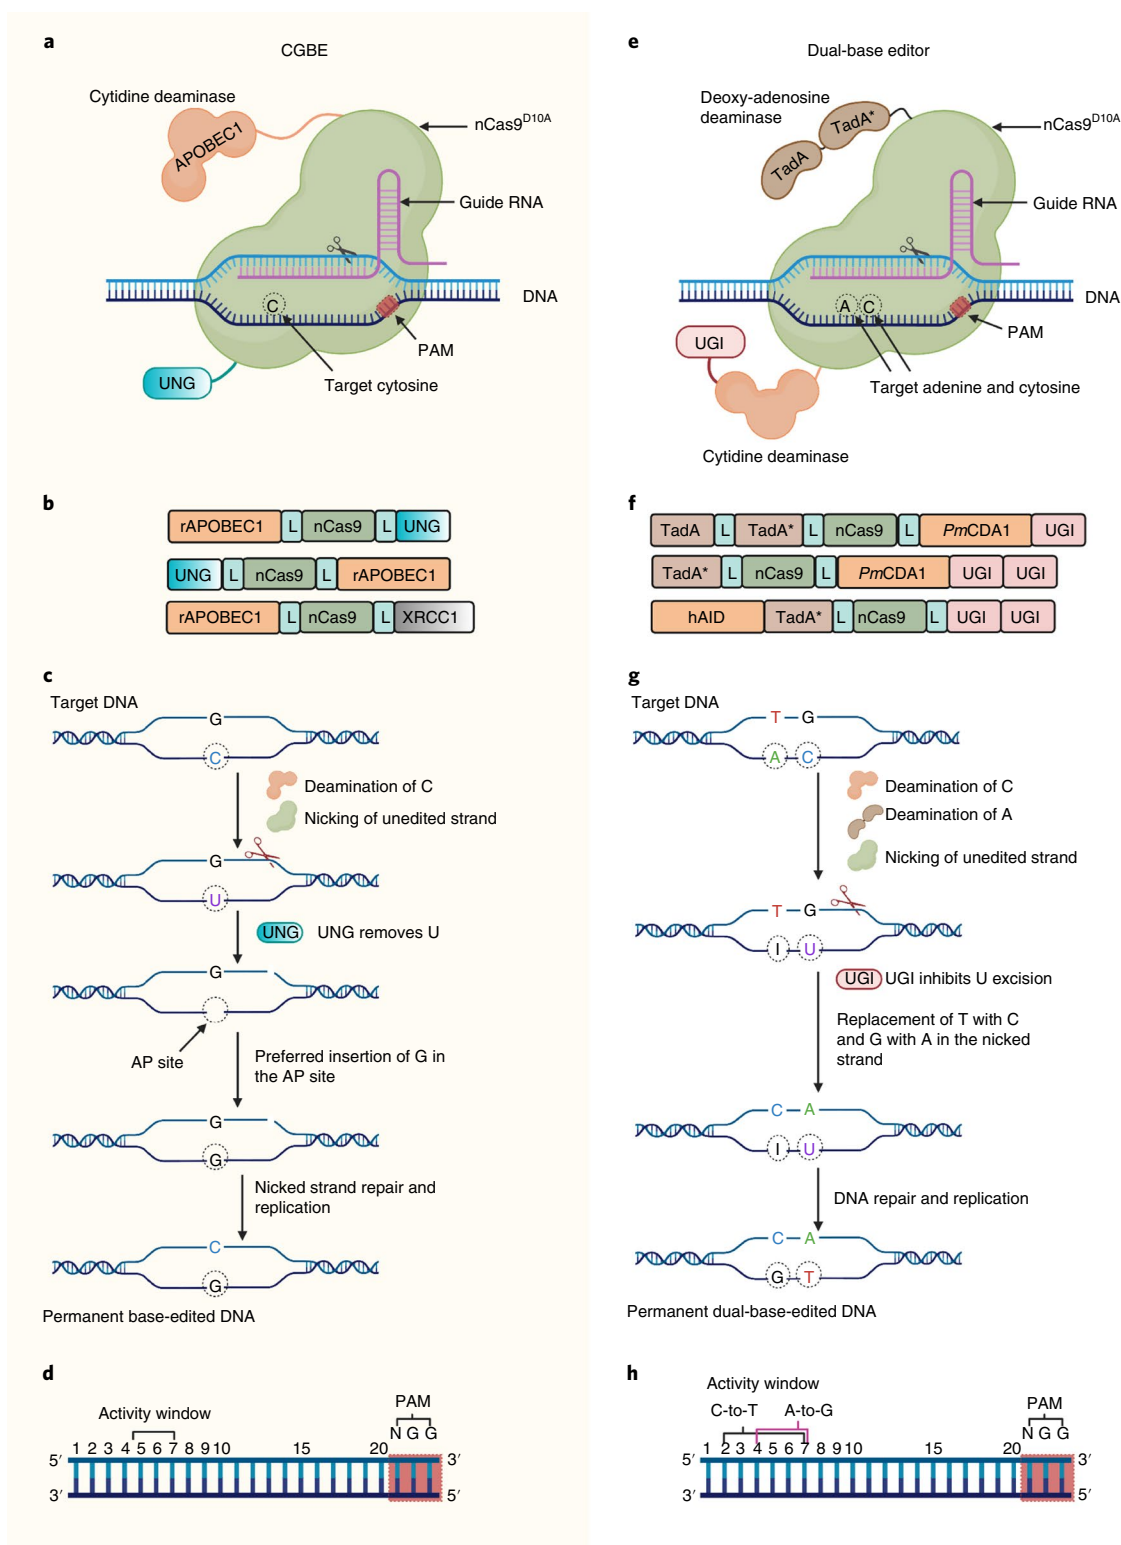 a
CGBE
Cytidine deaminase
APOBEC1
nCas9D10A
Guide RNA
C
DNA
PAM
UNG
Target cytosine
b
rAPOBEC1 L nCas9 L UNG
UNG L nCas9 L rAPOBEC1
rAPOBEC1 L nCas9 L XRCC1
c
Target DNA
G
C
Deamination of C
Nicking of unedited strand
G
U
UNG UNG removes U
G
AP site
Preferred insertion of G in
the AP site
G
G
Nicked strand repair and
replication
C
G
Permanent base-edited DNA
d
PAM
Activity window
N G G
1 2 3 4 5 6 7 8 9 10 15 20
5′ 3′
3′ 5′
e
Dual-base editor
Deoxy-adenosine
deaminase
TadA*
TadA
nCas9D10A
Guide RNA
A C
DNA
PAM
UGI
Target adenine and cytosine
Cytidine deaminase
f
TadA L TadA* L nCas9 L PmCDA1 UGI
TadA* L nCas9 L PmCDA1 UGI UGI
hAID TadA* L nCas9 L UGI UGI
g
Target DNA
T G
A C
Deamination of C
Deamination of A
Nicking of unedited strand
T G
I U
UGI UGI inhibits U excision
Replacement of T with C
and G with A in the nicked
strand
C A
I U
DNA repair and replication
C A
G T
Permanent dual-base-edited DNA
h
Activity window
PAM
C-to-T A-to-G
N G G
1 2 3 4 5 6 7 8 9 10 15 20
5′ 3′
3′ 5′